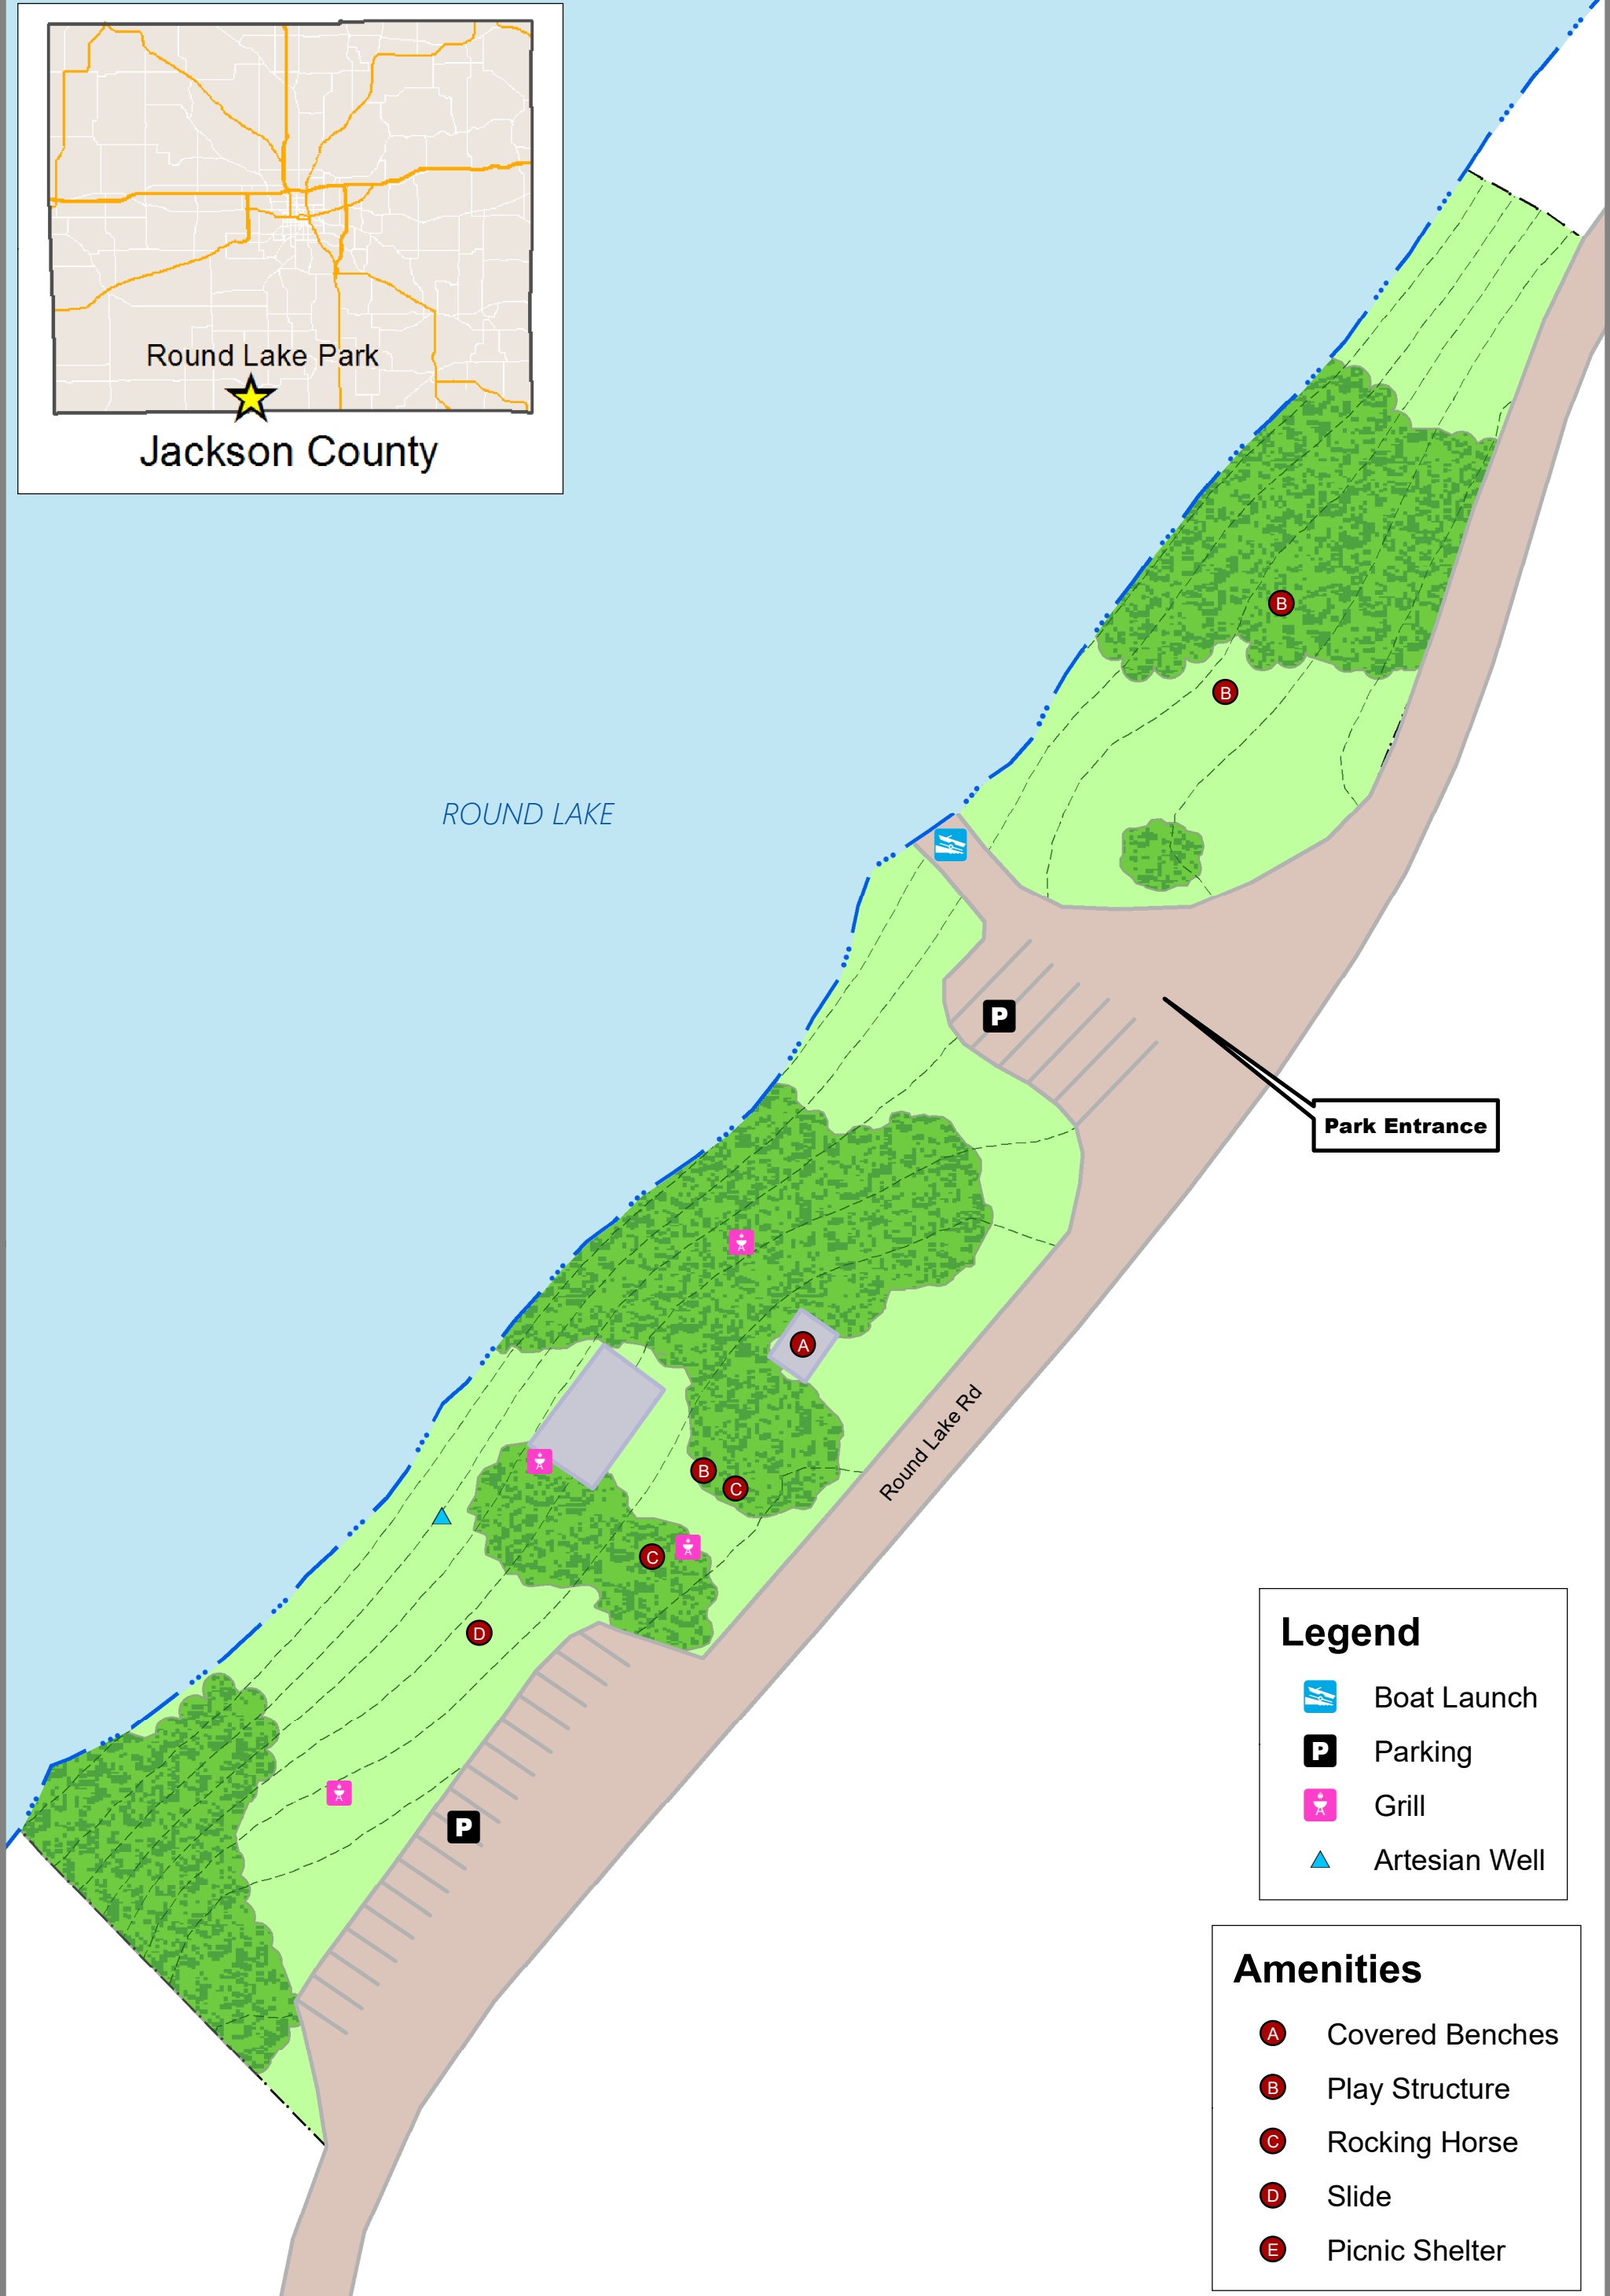 Round Lake Park
Jackson County
B
B
ROUND LAKE
P
Park Entrance
A
Round Lake Rd
B
C
C
D
P
Legend
Boat Launch
P Parking
Grill
Artesian Well
Amenities
A Covered Benches
B Play Structure
C Rocking Horse
D Slide
E Picnic Shelter